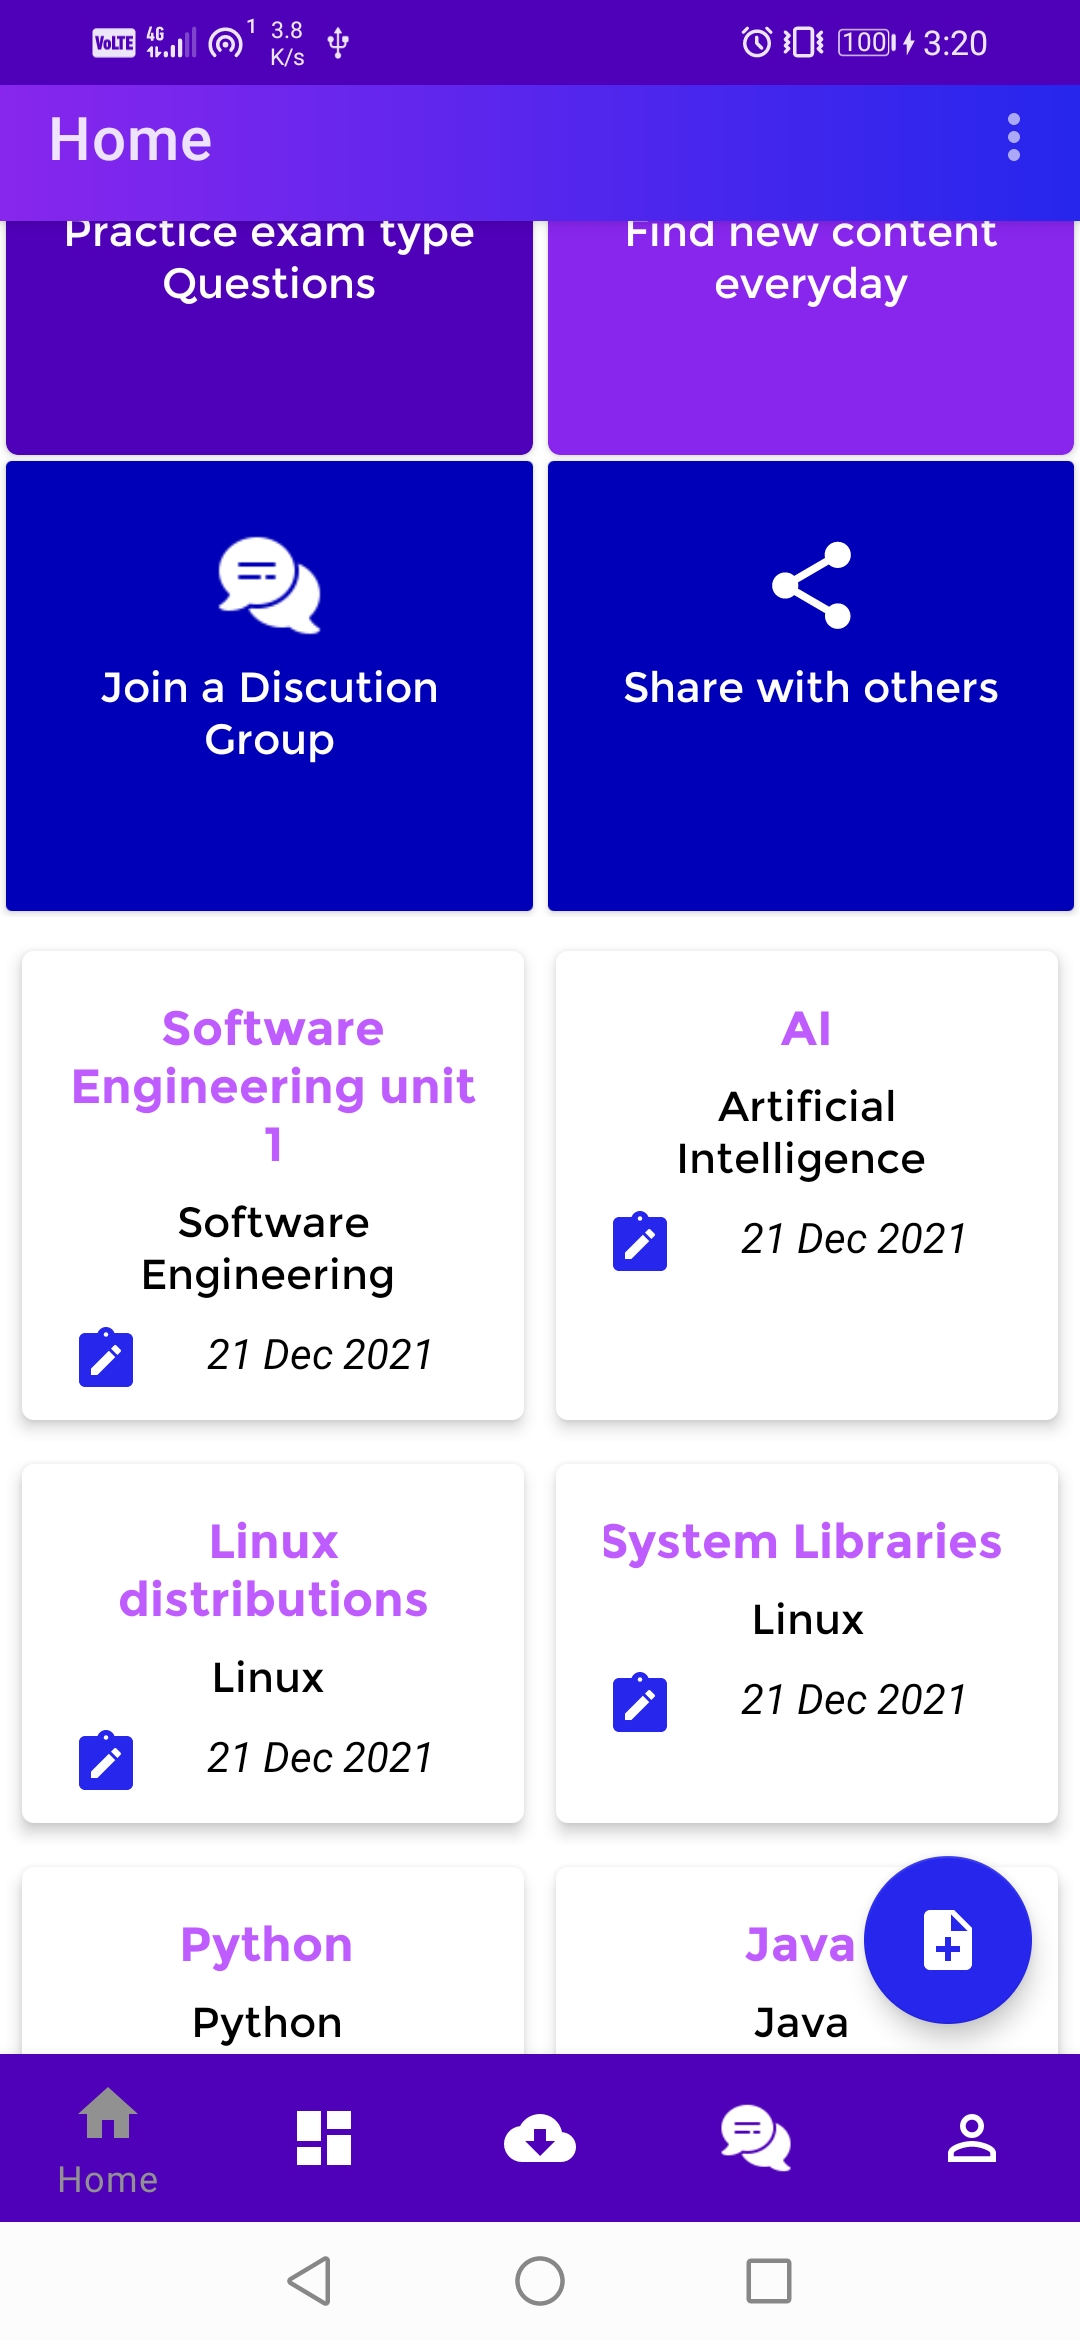 VoLTE 4G 1 3.8 K/s 100 3:20
Home
Practice exam type
Questions
Find new content
everyday
Join a Discution
Group
Share with others
Software
Engineering unit
1
Software
Engineering
21 Dec 2021
AI
Artificial
Intelligence
21 Dec 2021
Linux
distributions
Linux
21 Dec 2021
System Libraries
Linux
21 Dec 2021
Python
Python
Java
Java
Home